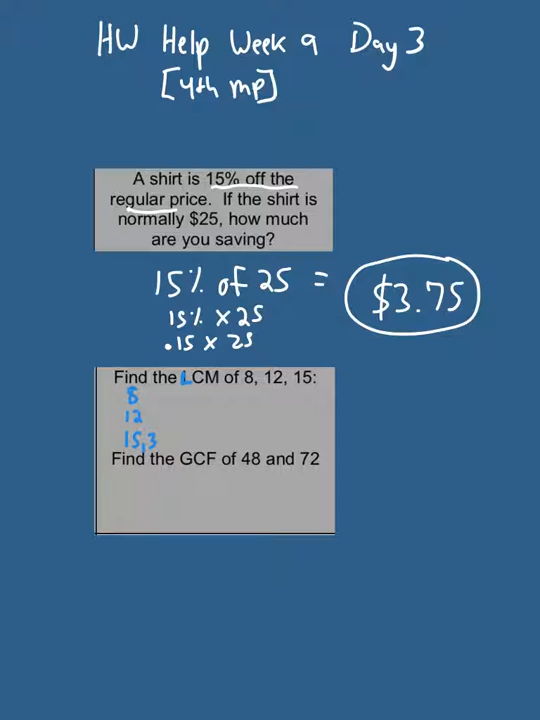 HW Help Week 9 Day 3
[4th mp]
A shirt is 15% off the
regular price. If the shirt is
normally $25, how much
are you saving?
15% of 25 = $3.75
15% x 25
.15 x 25
Find the LCM of 8, 12, 15:
8
12
15,3
Find the GCF of 48 and 72